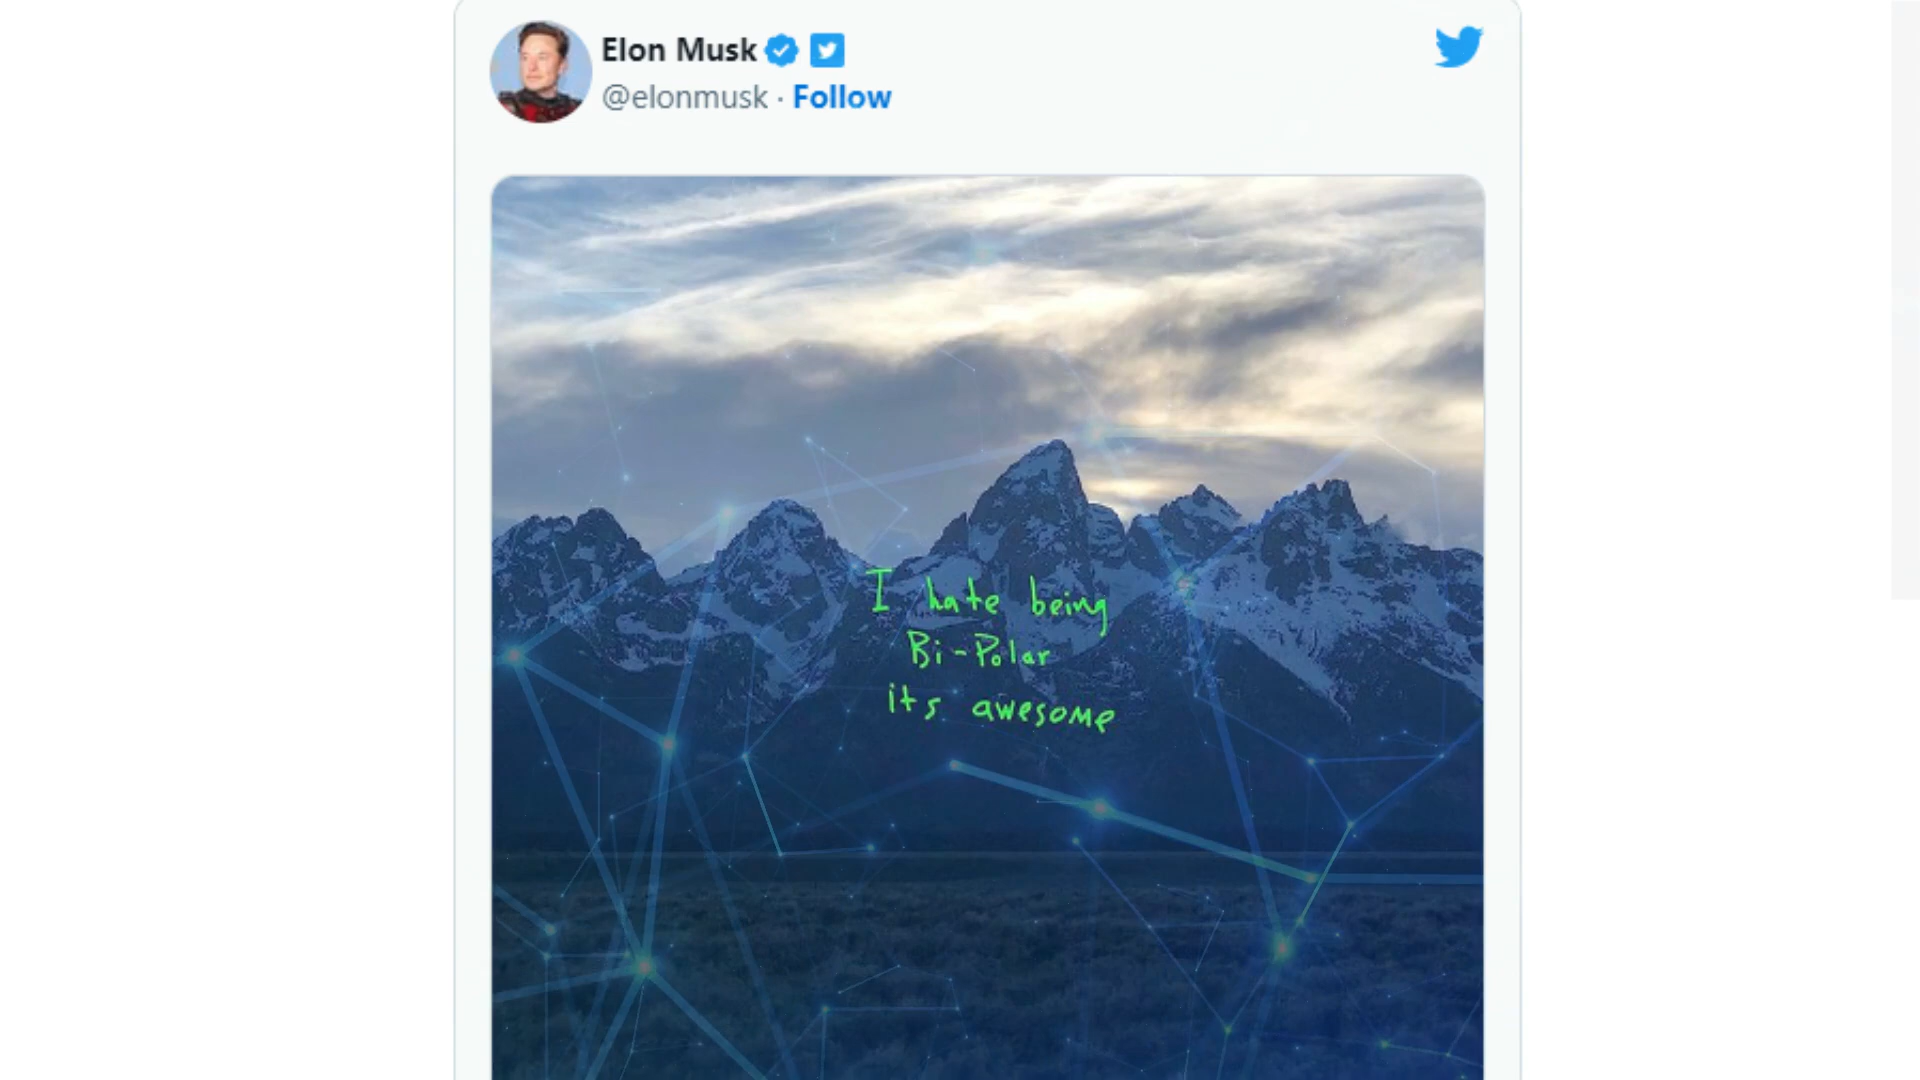 Elon Musk
@elonmusk · Follow
I hate being
Bi-Polar
its awesome